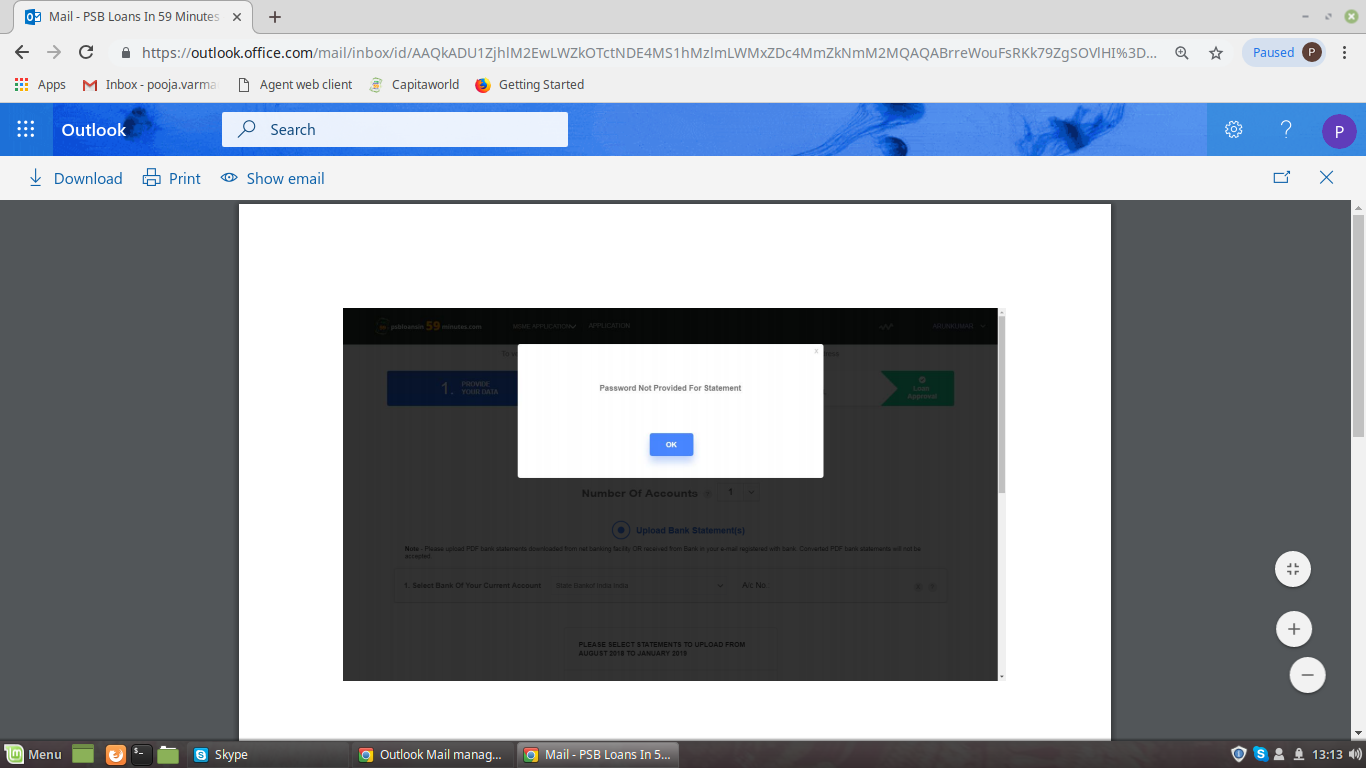 Mail - PSB Loans In 59 Minutes
https://outlook.office.com/mail/inbox/id/AAQkADU1ZjhlM2EwLWZkOTctNDE4MS1hMzlmLWMxZDc4MmZkNmM2MQAQABrreWouFsRKk79ZgSOVlHI%3D...
Paused P
Apps Inbox - pooja.varma Agent web client Capitaworld Getting Started
Outlook Search ? P
Download Print Show email
psbloansin 59 minutes.com MSME APPLICATION APPLICATION
x
Password Not Provided For Statement
1. PROVIDE
YOUR DATA
Loan
Approval
OK
Number Of Accounts 1
Upload Bank Statement(s)
Note : Please upload PDF bank statements downloaded from net banking facility OR received from Bank in your e-mail registered with bank. Converted PDF bank statements will not be
accepted.
1. Select Bank Of Your Current Account State Bank of India India A/c No.
PLEASE SELECT STATEMENTS TO UPLOAD FROM
AUGUST 2018 TO JANUARY 2019
Menu Skype Outlook Mail manag... Mail - PSB Loans In 5... 13:13